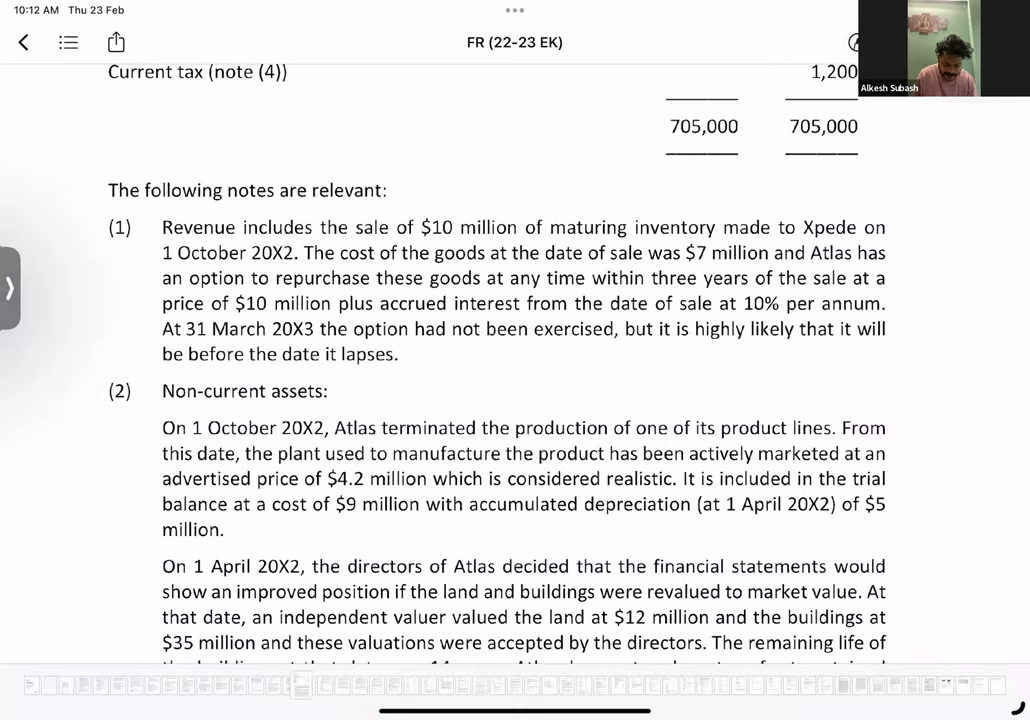 10:12 AM Thu 23 Feb
FR (22-23 EK)
Alkesh Subash
Current tax (note (4)) 1,200
705,000 705,000
The following notes are relevant:
(1) Revenue includes the sale of $10 million of maturing inventory made to Xpede on
1 October 20X2. The cost of the goods at the date of sale was $7 million and Atlas has
an option to repurchase these goods at any time within three years of the sale at a
price of $10 million plus accrued interest from the date of sale at 10% per annum.
At 31 March 20X3 the option had not been exercised, but it is highly likely that it will
be before the date it lapses.
(2) Non-current assets:
On 1 October 20X2, Atlas terminated the production of one of its product lines. From
this date, the plant used to manufacture the product has been actively marketed at an
advertised price of $4.2 million which is considered realistic. It is included in the trial
balance at a cost of $9 million with accumulated depreciation (at 1 April 20X2) of $5
million.
On 1 April 20X2, the directors of Atlas decided that the financial statements would
show an improved position if the land and buildings were revalued to market value. At
that date, an independent valuer valued the land at $12 million and the buildings at
$35 million and these valuations were accepted by the directors. The remaining life of